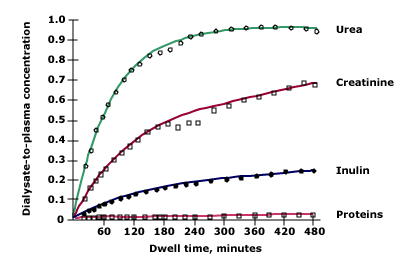 1.0
0.9
0.8
0.7
0.6
0.5
0.4
0.3
0.2
0.1
0
Dialysate-to-plasma concentration
Urea
Creatinine
Inulin
Proteins
60 120 180 240 300 360 420 480
Dwell time, minutes